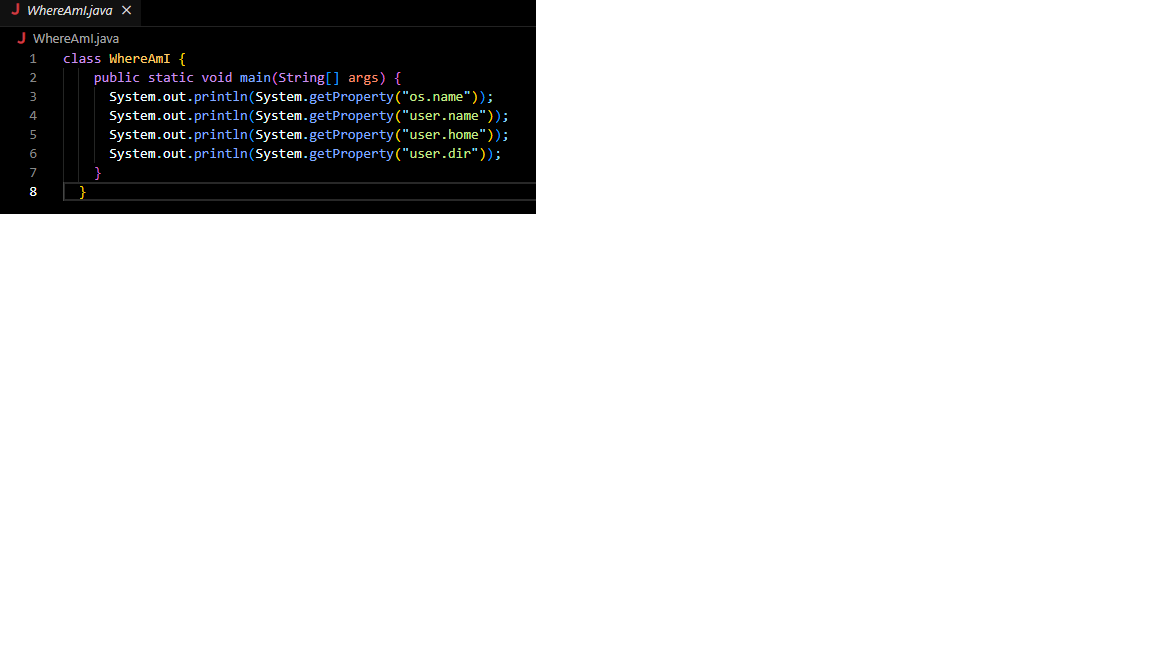 J WhereAmI.java ×
J WhereAmI.java
1 class WhereAmI {
2     public static void main(String[] args) {
3       System.out.println(System.getProperty("os.name"));
4       System.out.println(System.getProperty("user.name"));
5       System.out.println(System.getProperty("user.home"));
6       System.out.println(System.getProperty("user.dir"));
7     }
8   }